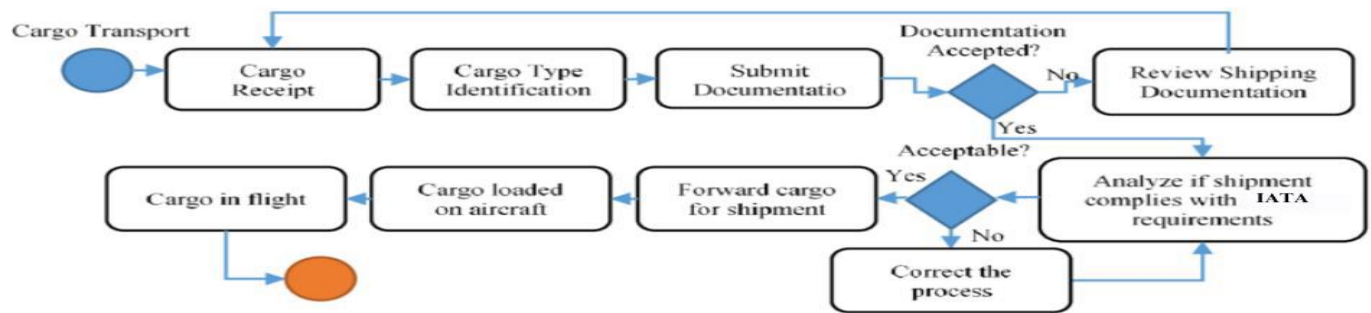 Cargo Transport
Cargo
Receipt
Cargo Type
Identification
Submit
Documentatio
Documentation
Accepted?
No
Review Shipping
Documentation
Yes
Acceptable?
Analyze if shipment
complies with IATA
requirements
Yes
Forward cargo
for shipment
Cargo loaded
on aircraft
Cargo in flight
No
Correct the
process